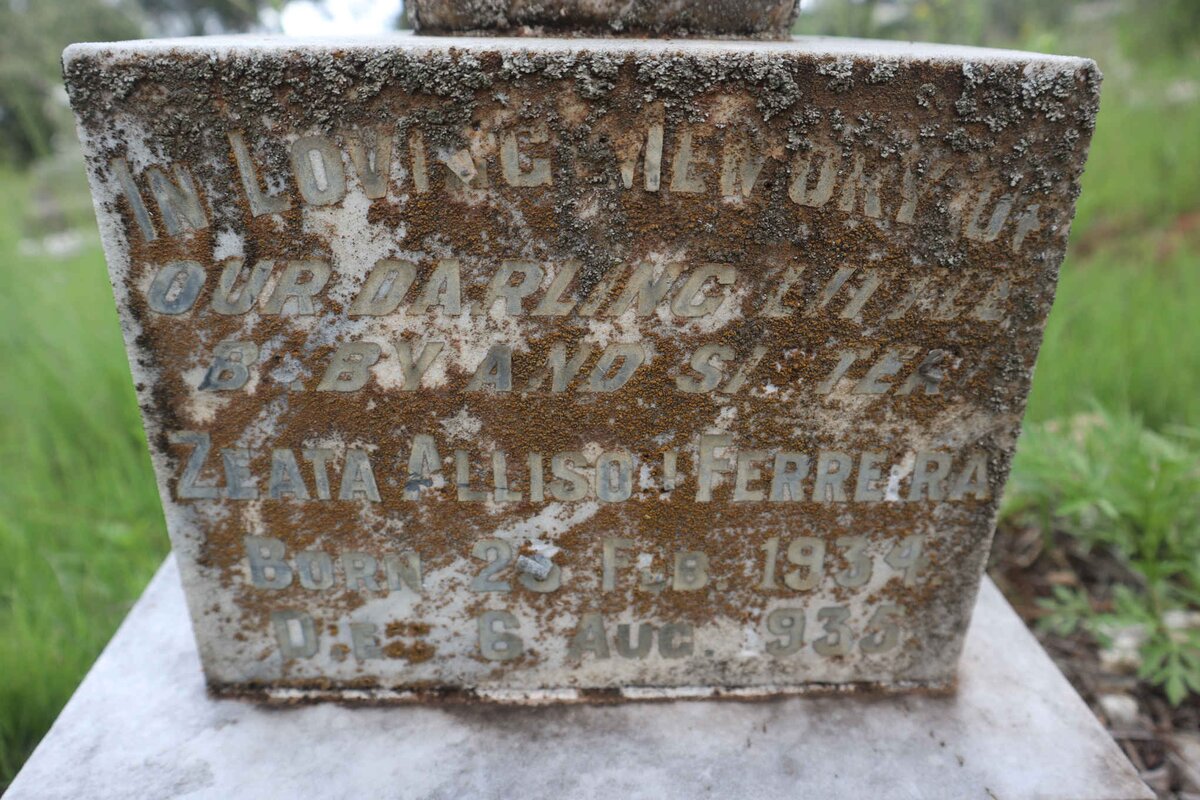 IN LOVING MEMORY OF
OUR DARLING LITTLE
BABY AND SISTER
ZEATA ALLISON FERREIRA
BORN FEB. 1934
DIED 6 AUG. 1935